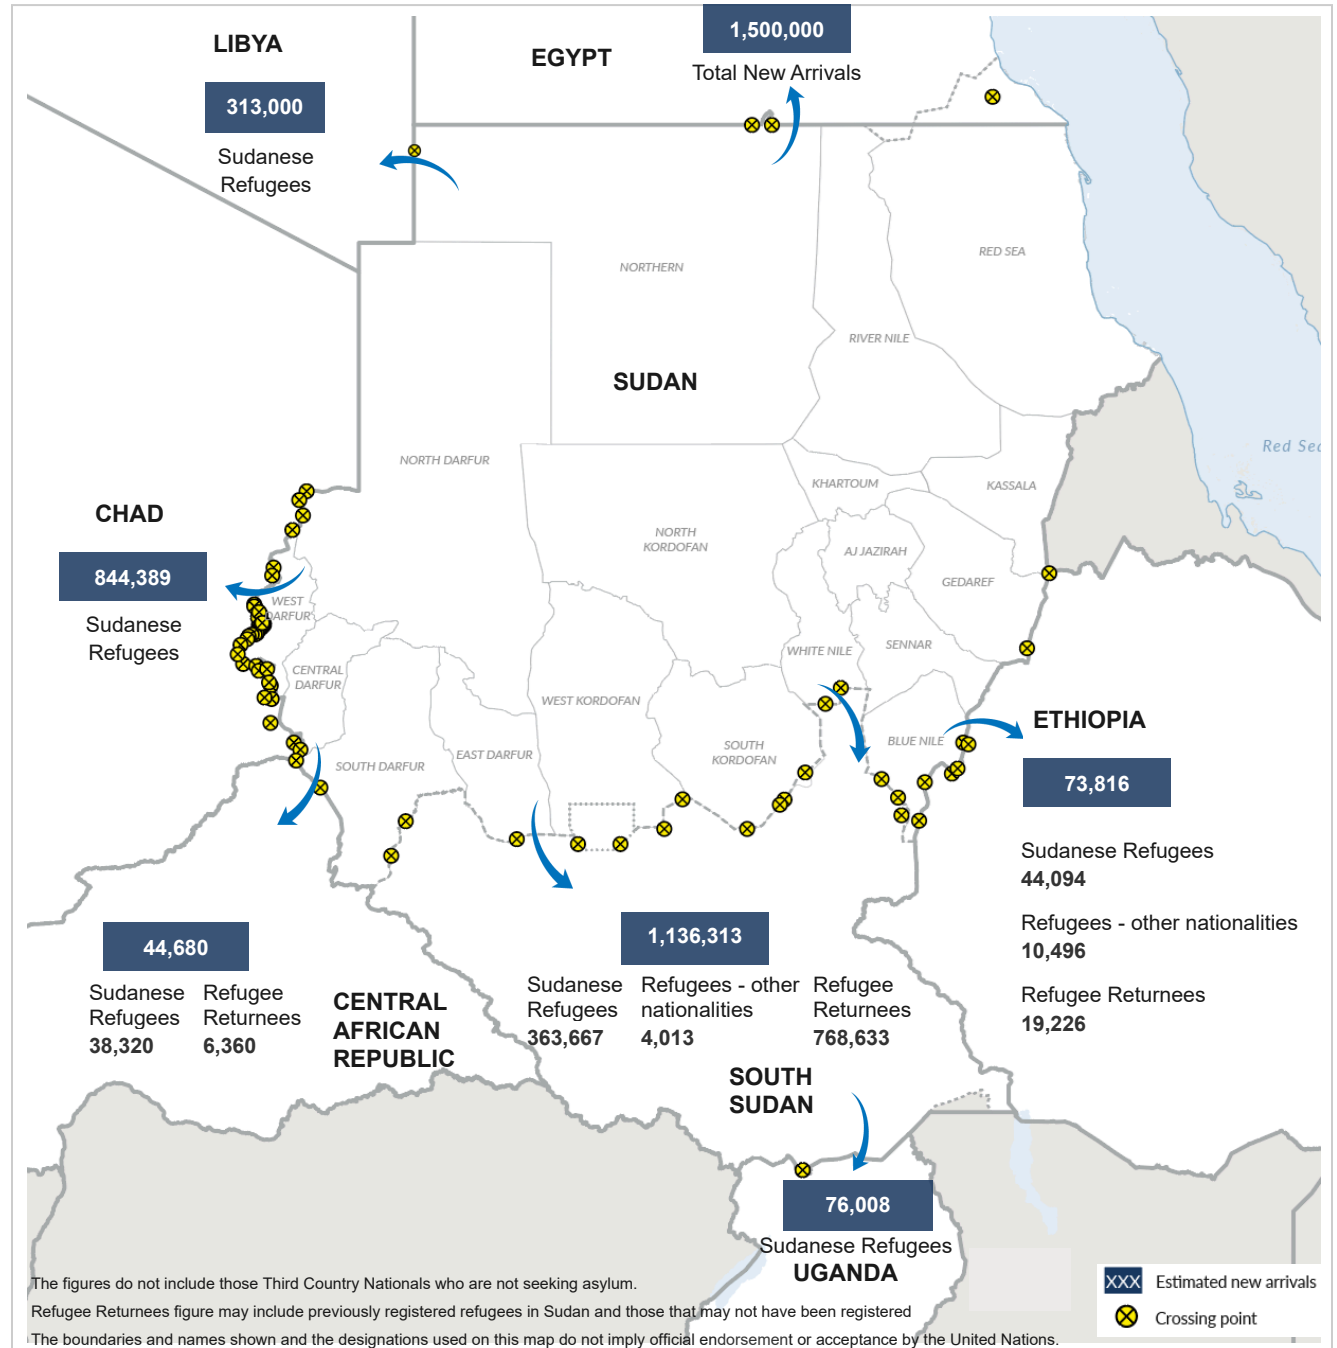 LIBYA
313,000
Sudanese
Refugees
EGYPT
1,500,000
Total New Arrivals
NORTHERN
RED SEA
RIVER NILE
SUDAN
Red Sea
NORTH DARFUR
KHARTOUM
KASSALA
NORTH
KORDOFAN
AJ JAZIRAH
GEDAREF
CHAD
844,389
Sudanese
Refugees
WEST
DARFUR
CENTRAL
DARFUR
WHITE NILE
SENNAR
WEST KORDOFAN
SOUTH
KORDOFAN
BLUE NILE
EAST DARFUR
SOUTH DARFUR
ETHIOPIA
73,816
Sudanese Refugees
44,094
Refugees - other nationalities
10,496
Refugee Returnees
19,226
44,680
Sudanese
Refugees
38,320
Refugee
Returnees
6,360
CENTRAL
AFRICAN
REPUBLIC
1,136,313
Sudanese
Refugees
363,667
Refugees - other
nationalities
4,013
Refugee
Returnees
768,633
SOUTH
SUDAN
76,008
Sudanese Refugees
UGANDA
The figures do not include those Third Country Nationals who are not seeking asylum.
Refugee Returnees figure may include previously registered refugees in Sudan and those that may not have been registered
The boundaries and names shown and the designations used on this map do not imply official endorsement or acceptance by the United Nations.
XXX Estimated new arrivals
Crossing point